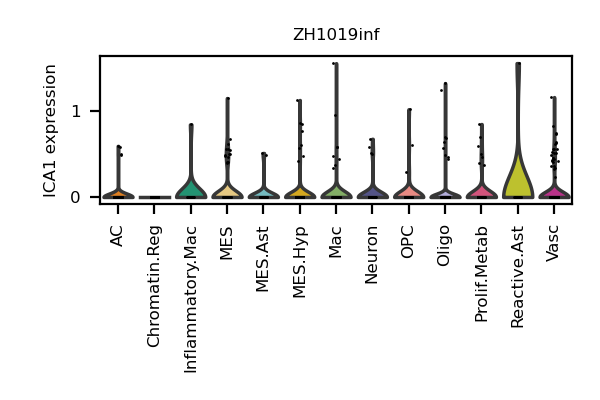 ZH1019inf
ICA1 expression
1
0
AC
Chromatin.Reg
Inflammatory.Mac
MES
MES.Ast
MES.Hyp
Mac
Neuron
OPC
Oligo
Prolif.Metab
Reactive.Ast
Vasc